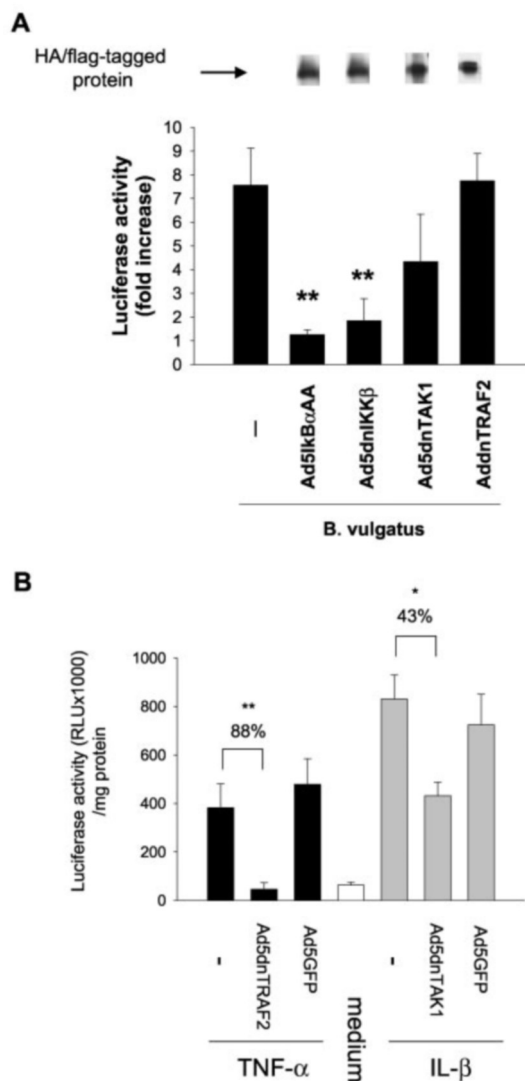 A
HA/flag-tagged
protein
Luciferase activity
(fold increase)
10
9
8
7
6
5
4
3
2
1
0
**
**
–
Ad5IkBαAA
Ad5dnIKKβ
Ad5dnTAK1
AddnTRAF2
B. vulgatus
B
Luciferase activity (RLUx1000)
/mg protein
1000
800
600
400
200
0
**
88%
*
43%
-
Ad5dnTRAF2
Ad5GFP
medium
-
Ad5dnTAK1
Ad5GFP
TNF-α
IL-β